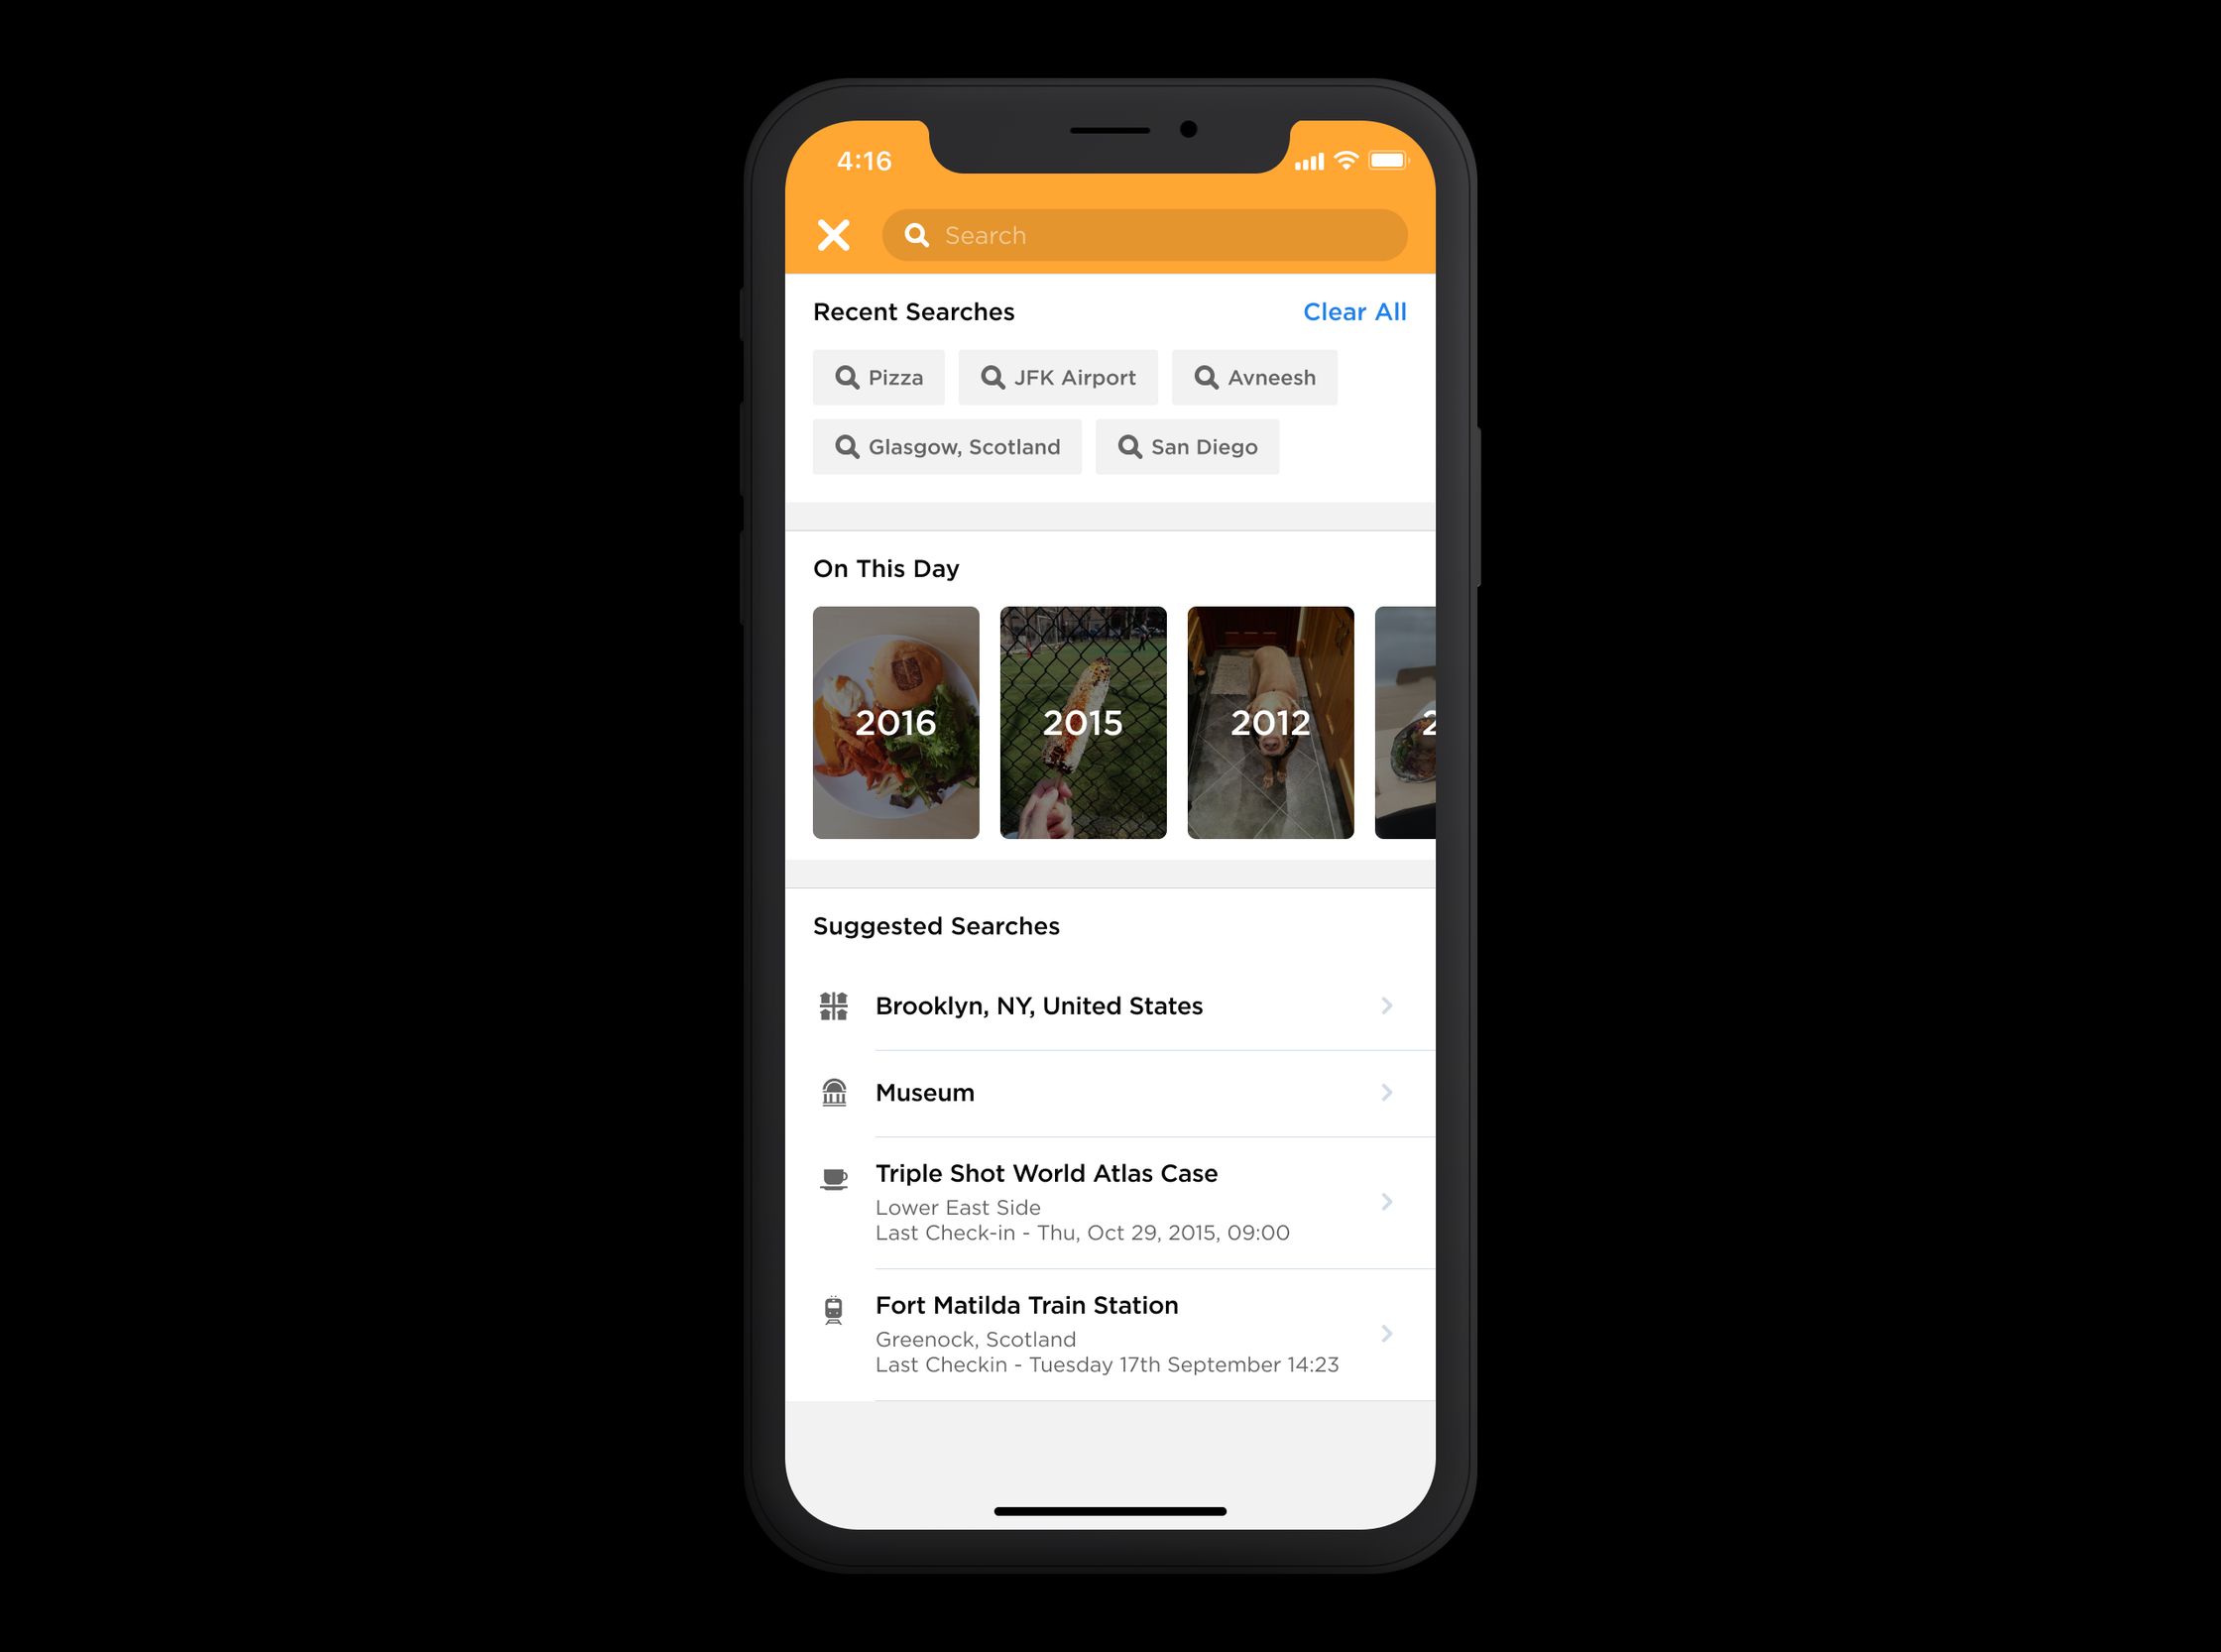 4:16
Search
Recent Searches
Clear All
Pizza
JFK Airport
Avneesh
Glasgow, Scotland
San Diego
On This Day
2016
2015
2012
2
Suggested Searches
Brooklyn, NY, United States
Museum
Triple Shot World Atlas Case
Lower East Side
Last Check-in - Thu, Oct 29, 2015, 09:00
Fort Matilda Train Station
Greenock, Scotland
Last Checkin - Tuesday 17th September 14:23